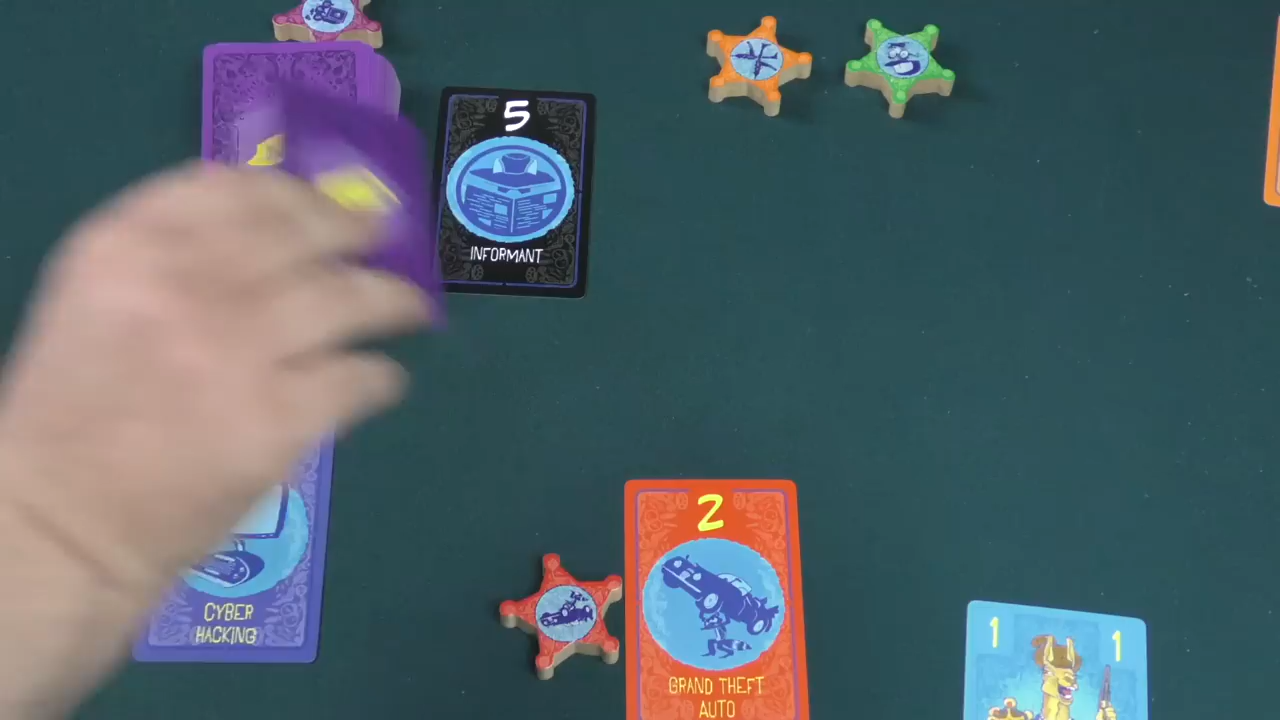 5
INFORMANT
2
GRAND THEFT
AUTO
CYBER
HACKING
1 1